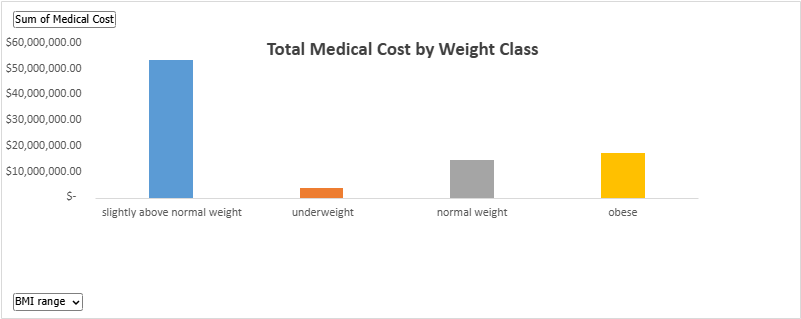 Sum of Medical Cost
Total Medical Cost by Weight Class
$60,000,000.00
$50,000,000.00
$40,000,000.00
$30,000,000.00
$20,000,000.00
$10,000,000.00
$-
slightly above normal weight
underweight
normal weight
obese
BMI range